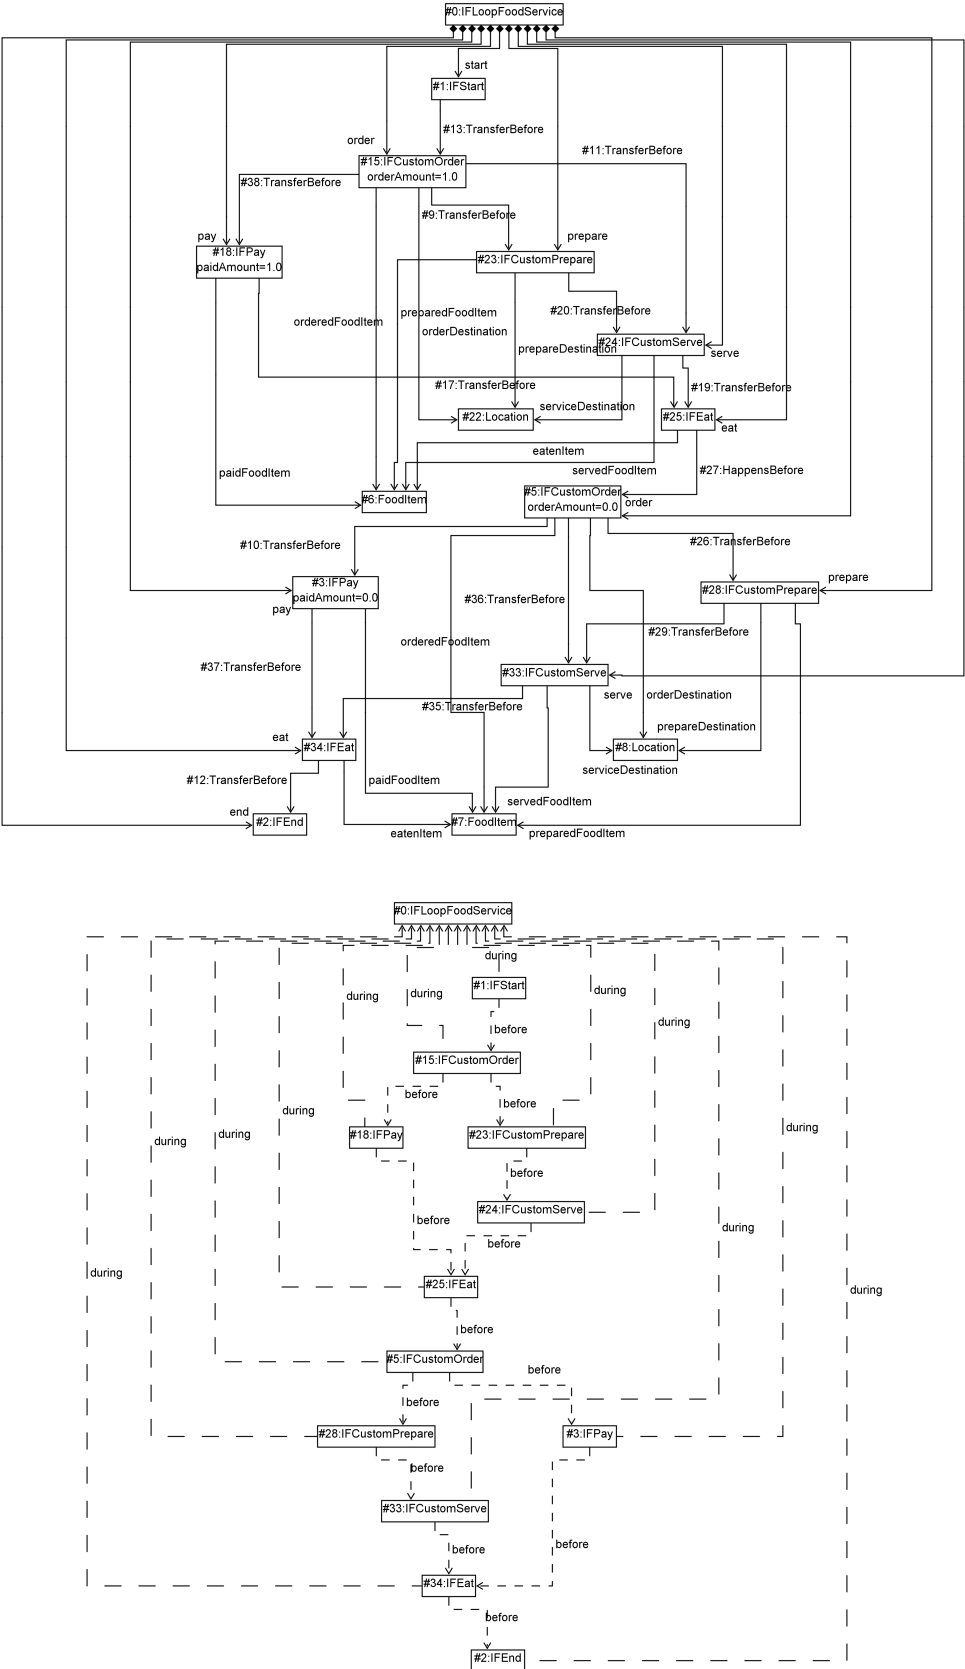 #0:IFLoopFoodService
start
#1:IFStart
#13:TransferBefore
order
#11:TransferBefore
#15:IFCustomOrder
orderAmount=1.0
#38:TransferBefore
#9:TransferBefore
pay
prepare
#18:IFPay
paidAmount=1.0
#23:IFCustomPrepare
#20:TransferBefore
preparedFoodItem
orderedFoodItem
orderDestination
prepareDestination
#24:IFCustomServe
serve
#17:TransferBefore
#19:TransferBefore
serviceDestination
#22:Location
#25:IFEat
eat
eatenItem
paidFoodItem
servedFoodItem
#27:HappensBefore
#6:FoodItem
#5:IFCustomOrder
orderAmount=0.0
order
#10:TransferBefore
#26:TransferBefore
#3:IFPay
paidAmount=0.0
pay
prepare
#28:IFCustomPrepare
#36:TransferBefore
#29:TransferBefore
orderedFoodItem
#37:TransferBefore
#33:IFCustomServe
serve
orderDestination
#35:TransferBefore
prepareDestination
eat
#34:IFEat
#8:Location
serviceDestination
#12:TransferBefore
paidFoodItem
servedFoodItem
end
#2:IFEnd
#7:FoodItem
eatenItem
preparedFoodItem
#0:IFLoopFoodService
during
#1:IFStart
during
during
during
during
before
#15:IFCustomOrder
before
before
during
during
during
during
#18:IFPay
#23:IFCustomPrepare
before
#24:IFCustomServe
before
during
before
during
#25:IFEat
during
before
#5:IFCustomOrder
before
before
#28:IFCustomPrepare
#3:IFPay
before
#33:IFCustomServe
before
before
#34:IFEat
before
#2:IFEnd